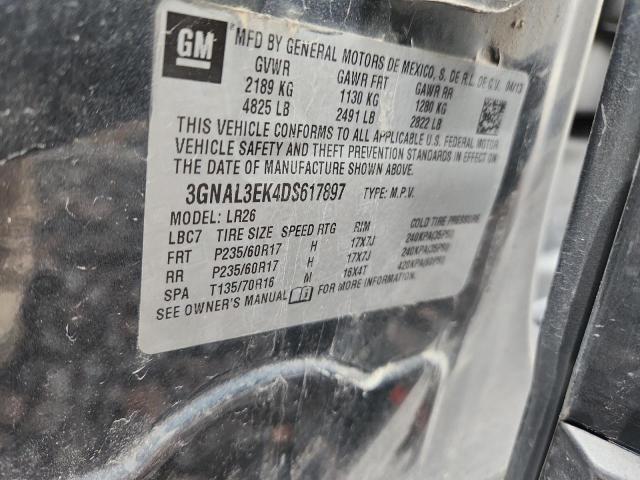 GM
MFD BY GENERAL MOTORS DE MEXICO, S. DE R.L. DE C.V. 04/13
GVWR GAWR FRT GAWR RR
2189 KG 1130 KG 1280 KG
4825 LB 2491 LB 2822 LB
THIS VEHICLE CONFORMS TO ALL APPLICABLE U.S. FEDERAL MOTOR
VEHICLE SAFETY AND THEFT PREVENTION STANDARDS IN EFFECT ON
THE DATE OF MANUFACTURE SHOWN ABOVE.
3GNAL3EK4DS617897 TYPE: M.P.V.
MODEL: LR26
LBC7 TIRE SIZE SPEED RTG RIM COLD TIRE PRESSURE
FRT P235/60R17 H 17X7J 240KPA(35PSI)
RR P235/60R17 H 17X7J 240KPA(35PSI)
SPA T135/70R16 M 16X4T 420KPA(60PSI)
SEE OWNER'S MANUAL FOR MORE INFORMATION.